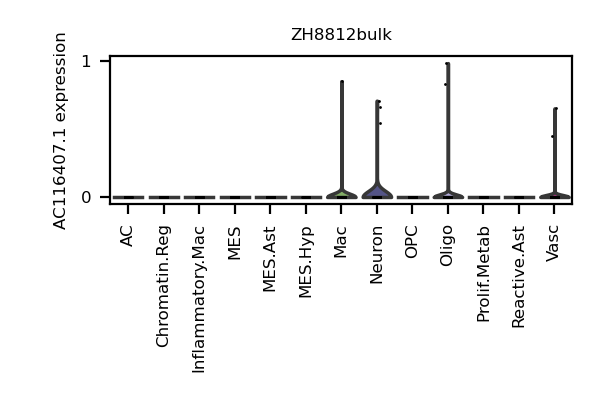 ZH8812bulk
AC116407.1 expression
1
0
AC
Chromatin.Reg
Inflammatory.Mac
MES
MES.Ast
MES.Hyp
Mac
Neuron
OPC
Oligo
Prolif.Metab
Reactive.Ast
Vasc